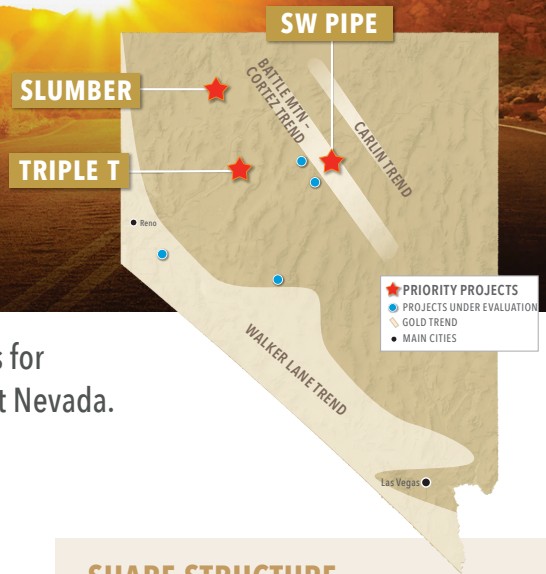 SW PIPE
SLUMBER
BATTLE MTN –
CORTEZ TREND
CARLIN TREND
TRIPLE T
Reno
PRIORITY PROJECTS
PROJECTS UNDER EVALUATION
GOLD TREND
MAIN CITIES
WALKER LANE TREND
s for
t Nevada.
Las Vegas